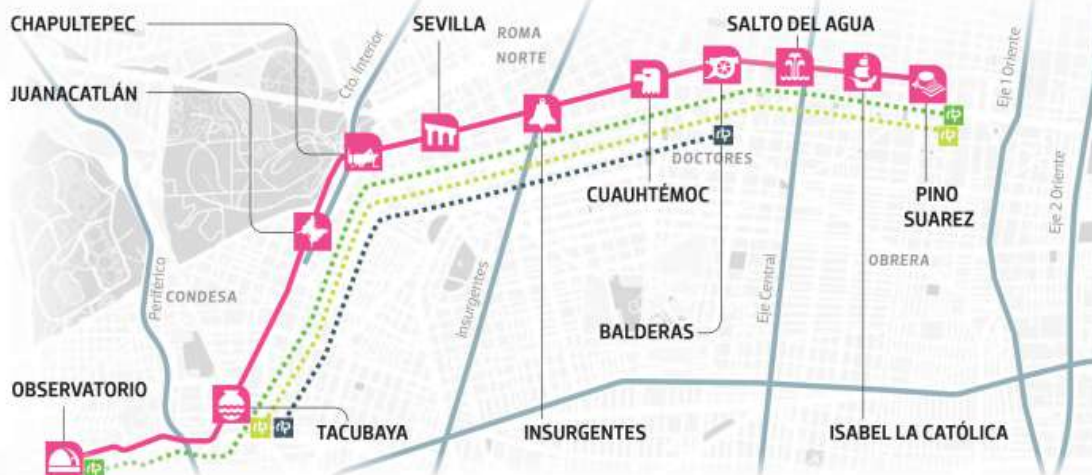 CHAPULTEPEC
SEVILLA
ROMA
NORTE
SALTO DEL AGUA
JUANACATLÁN
Cto. Interior
Eje 1 Oriente
DOCTORES
CUAUHTÉMOC
PINO
SUAREZ
Eje 2 Oriente
Periférico
CONDESA
Insurgentes
Eje Central
OBRERA
BALDERAS
OBSERVATORIO
TACUBAYA
INSURGENTES
ISABEL LA CATÓLICA